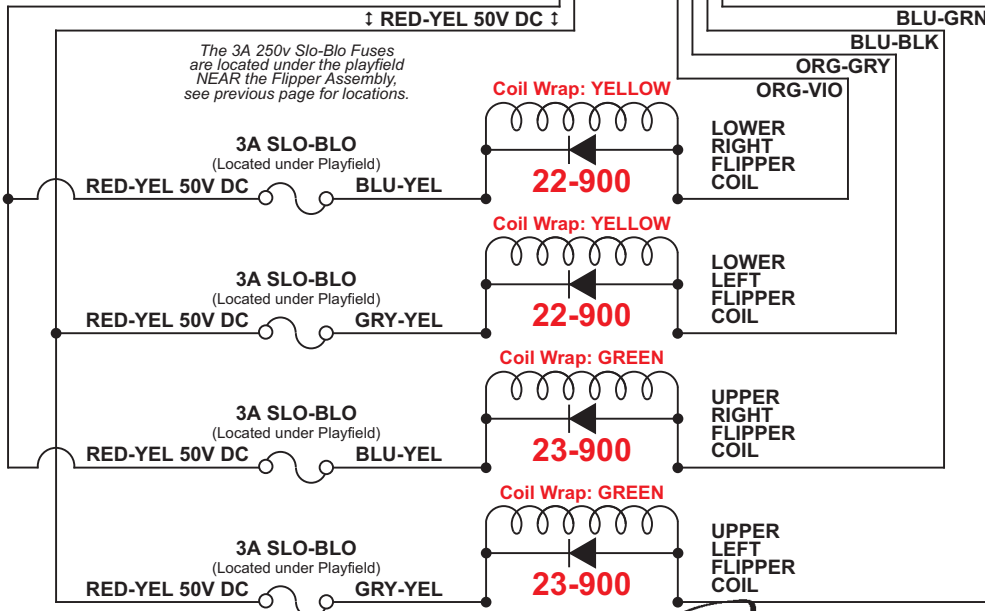 ↕ RED-YEL 50V DC ↕
BLU-GRN
BLU-BLK
ORG-GRY
ORG-VIO
The 3A 250v Slo-Blo Fuses
are located under the playfield
NEAR the Flipper Assembly,
see previous page for locations.
Coil Wrap: YELLOW
3A SLO-BLO
(Located under Playfield)
RED-YEL 50V DC
BLU-YEL
22-900
LOWER
RIGHT
FLIPPER
COIL
Coil Wrap: YELLOW
3A SLO-BLO
(Located under Playfield)
RED-YEL 50V DC
GRY-YEL
22-900
LOWER
LEFT
FLIPPER
COIL
Coil Wrap: GREEN
3A SLO-BLO
(Located under Playfield)
RED-YEL 50V DC
BLU-YEL
23-900
UPPER
RIGHT
FLIPPER
COIL
Coil Wrap: GREEN
3A SLO-BLO
(Located under Playfield)
RED-YEL 50V DC
GRY-YEL
23-900
UPPER
LEFT
FLIPPER
COIL